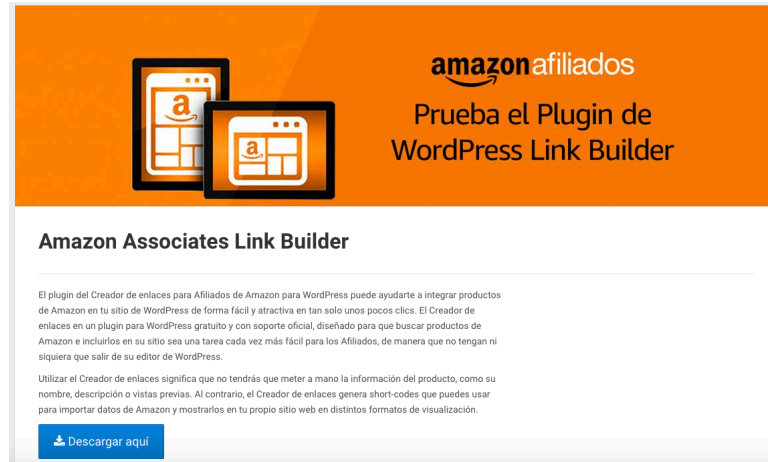 amazonafiliados
Prueba el Plugin de
WordPress Link Builder
Amazon Associates Link Builder
El plugin del Creador de enlaces para Afiliados de Amazon para WordPress puede ayudarte a integrar productos
de Amazon en tu sitio de WordPress de forma fácil y atractiva en tan solo unos pocos clics. El Creador de
enlaces en un plugin para WordPress gratuito y con soporte oficial, diseñado para que buscar productos de
Amazon e incluirlos en su sitio sea una tarea cada vez más fácil para los Afiliados, de manera que no tengan ni
siquiera que salir de su editor de WordPress.
Utilizar el Creador de enlaces significa que no tendrás que meter a mano la información del producto, como su
nombre, descripción o vistas previas. Al contrario, el Creador de enlaces genera short-codes que puedes usar
para importar datos de Amazon y mostrarlos en tu propio sitio web en distintos formatos de visualización.
Descargar aquí